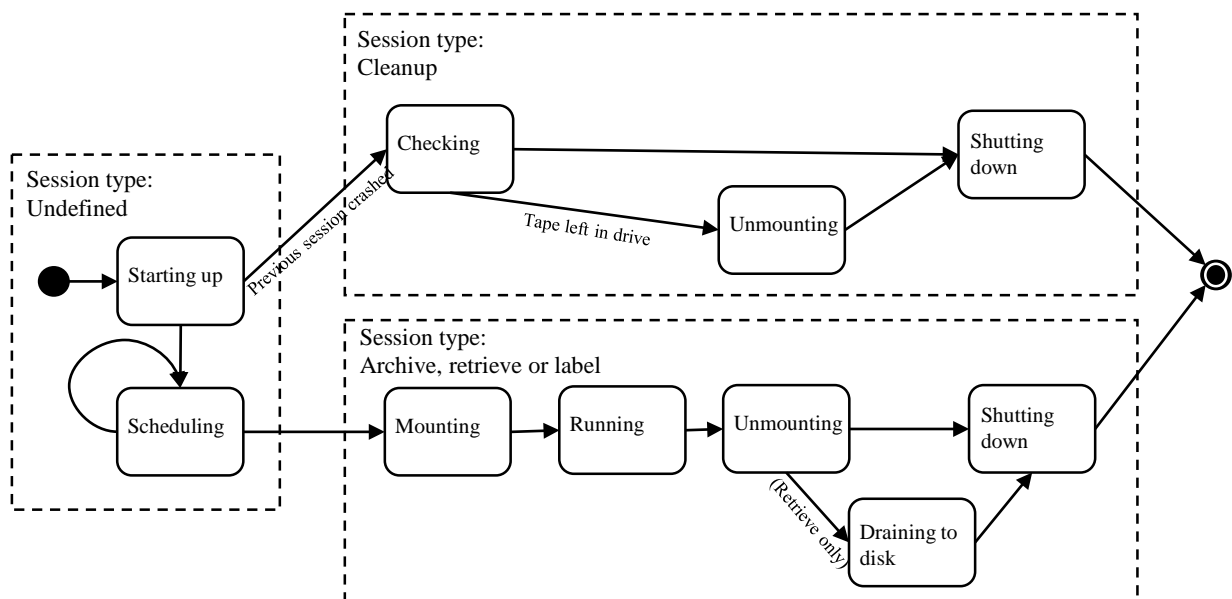 Session type:
Cleanup
Checking
Shutting
down
Previous session crashed
Tape left in drive
Unmounting
Session type:
Undefined
Starting up
Scheduling
Session type:
Archive, retrieve or label
Mounting
Running
Unmounting
Shutting
down
(Retrieve only)
Draining to
disk